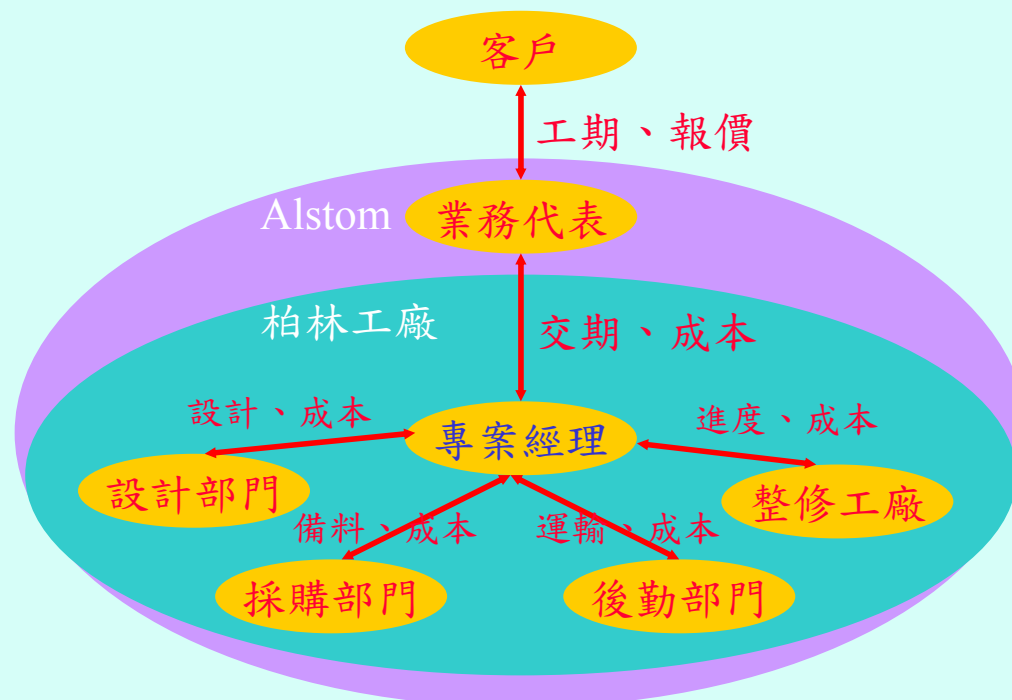 客戶
工期、報價
Alstom
業務代表
柏林工廠
交期、成本
設計、成本
專案經理
進度、成本
設計部門
整修工廠
備料、成本
運輸、成本
採購部門
後勤部門